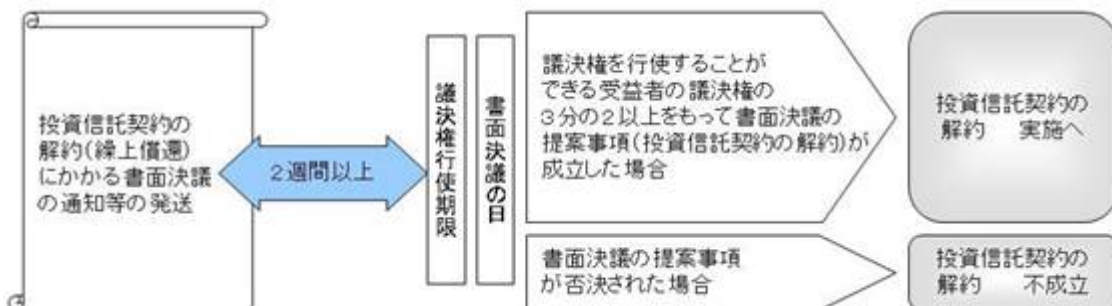 投資信託契約の
解約(繰上償還)
にかかる書面決議
の通知等の発送
2週間以上
議決権行使期限
書面決議の日
議決権を行使することが
できる受益者の議決権の
3分の2以上をもって書面決議の
提案事項(投資信託契約の解約)が
成立した場合
投資信託契約の
解約 実施へ
書面決議の提案事項
が否決された場合
投資信託契約の
解約 不成立